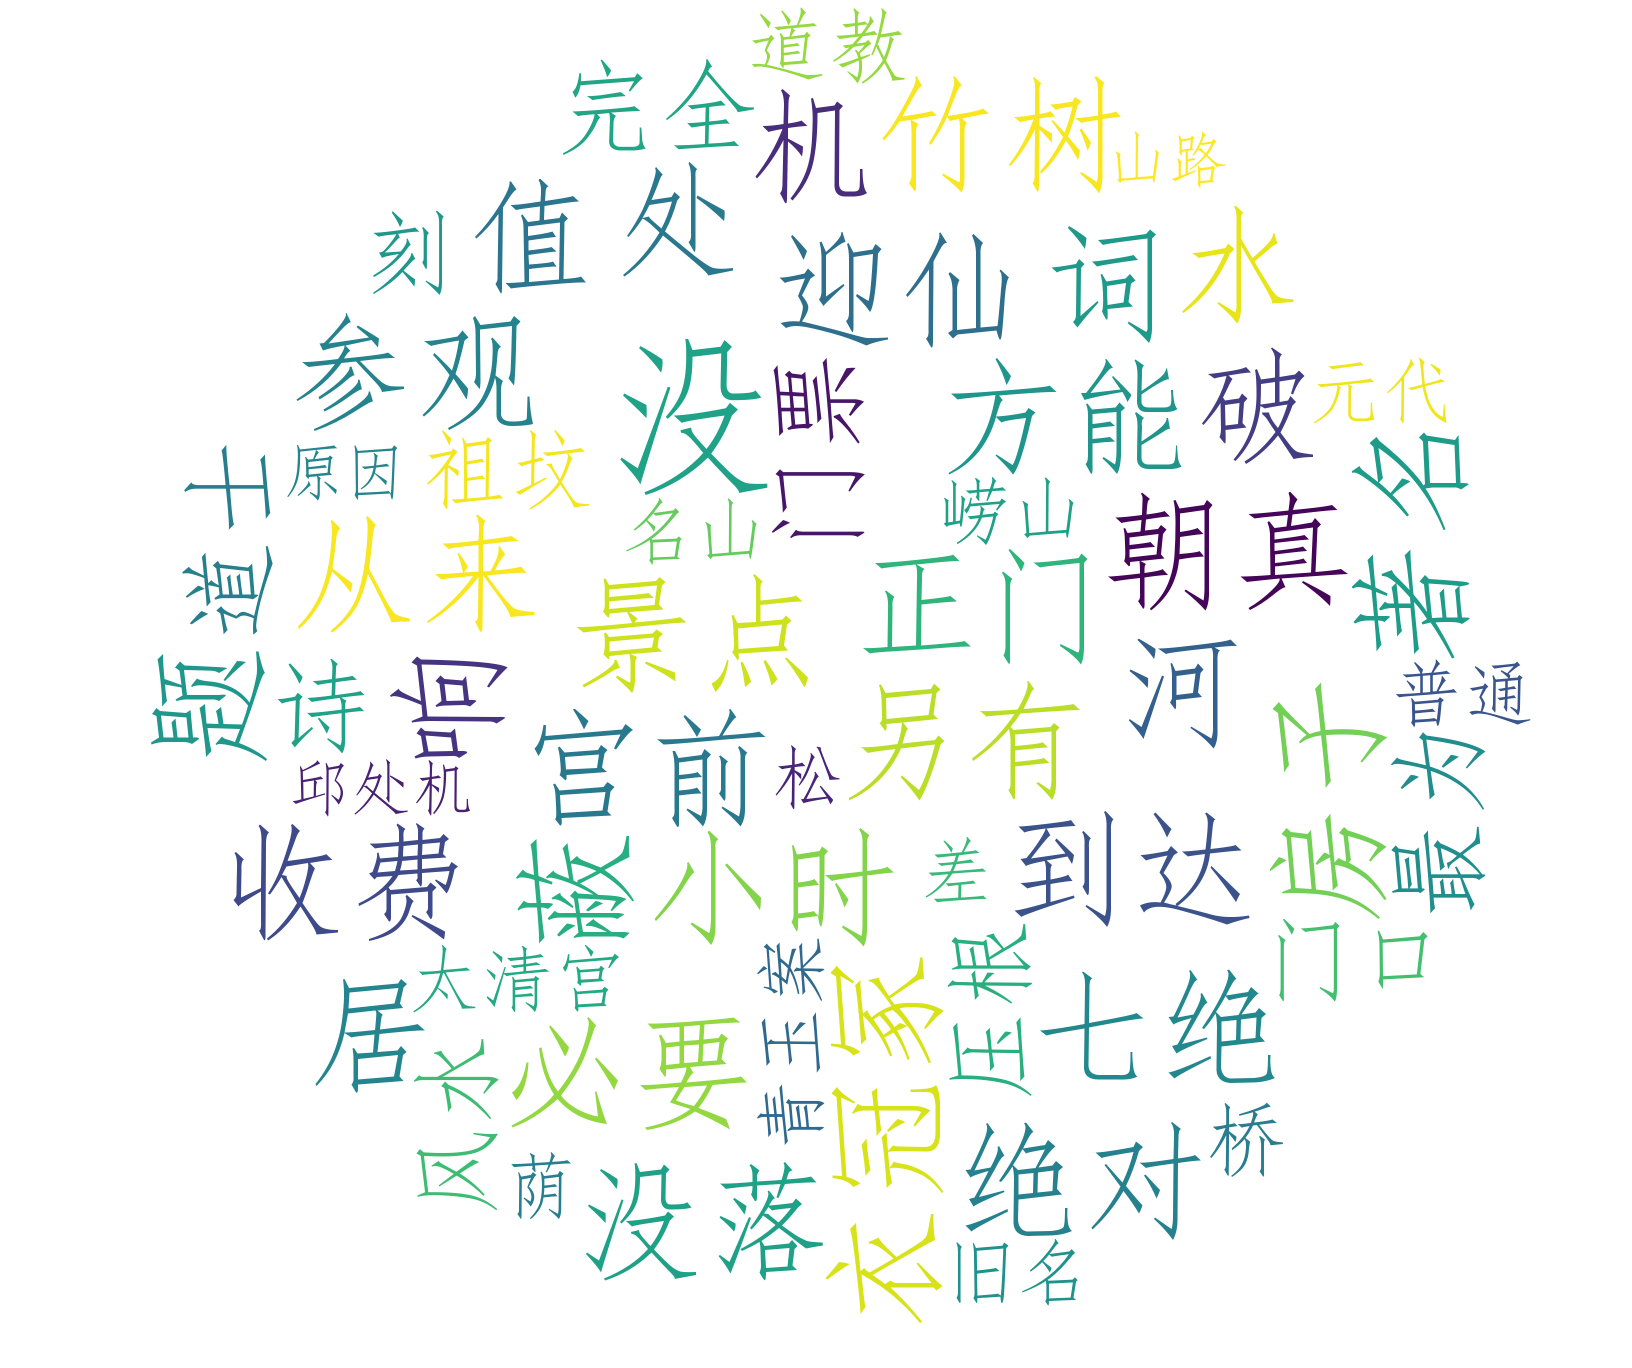 道教
完全
机
竹树
山路
刻
值
处
迎仙
词
水
参观
没
门票
方能
破
元代
道士
原因
祖坟
名山
崂山
著名
从来
景点
正门
朝真
题
诗
响
宫前
松
另有
河
房子
普通
邱处机
最为
收费
小时
差
到达
门口
太清宫
青玉案
压根
七绝
居
风水
必要
衣冠冢
荫
没落
绝对
桥
旧名